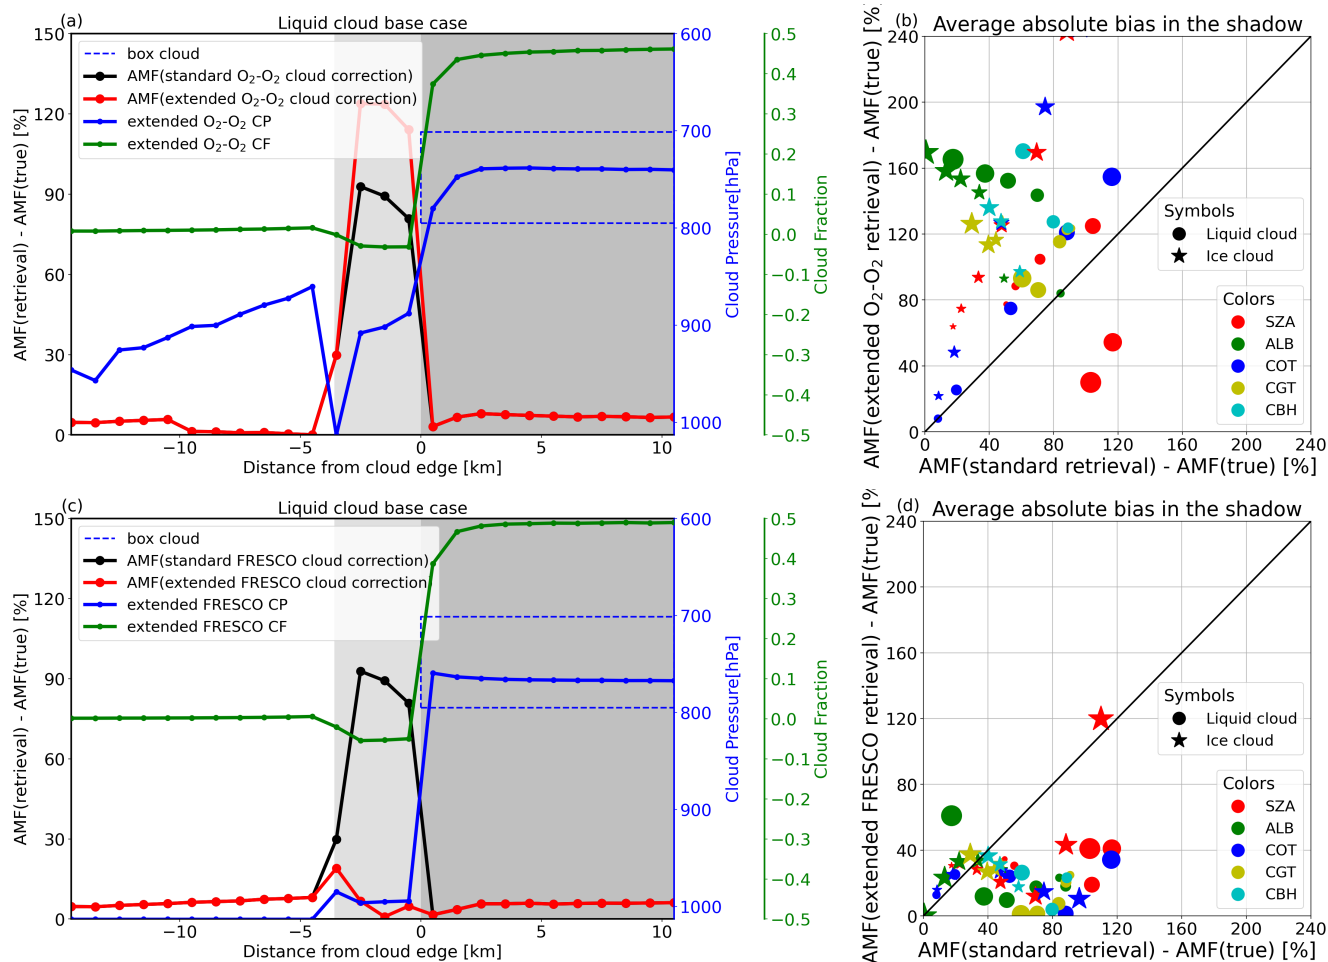 (a)
Liquid cloud base case
150
120
90
60
30
0
AMF(retrieval) - AMF(true) [%]
box cloud
AMF(standard O₂-O₂ cloud correction)
AMF(extended O₂-O₂ cloud correction)
extended O₂-O₂ CP
extended O₂-O₂ CF
−10
−5
0
5
10
Distance from cloud edge [km]
600
700
800
900
1000
Cloud Pressure[hPa]
0.5
0.4
0.3
0.2
0.1
0.0
−0.1
−0.2
−0.3
−0.4
−0.5
Cloud Fraction
(b)
Average absolute bias in the shadow
240
200
160
120
80
40
0
AMF(extended O₂-O₂ retrieval) - AMF(true) [%
Symbols
Liquid cloud
Ice cloud
Colors
SZA
ALB
COT
CGT
CBH
0
40
80
120
160
200
240
AMF(standard retrieval) - AMF(true) [%]
(c)
Liquid cloud base case
150
120
90
60
30
0
AMF(retrieval) - AMF(true) [%]
box cloud
AMF(standard FRESCO cloud correction)
AMF(extended FRESCO cloud correction)
extended FRESCO CP
extended FRESCO CF
−10
−5
0
5
10
Distance from cloud edge [km]
600
700
800
900
1000
Cloud Pressure[hPa]
0.5
0.4
0.3
0.2
0.1
0.0
−0.1
−0.2
−0.3
−0.4
−0.5
Cloud Fraction
(d)
Average absolute bias in the shadow
240
200
160
120
80
40
0
AMF(extended FRESCO retrieval) - AMF(true) [%
Symbols
Liquid cloud
Ice cloud
Colors
SZA
ALB
COT
CGT
CBH
0
40
80
120
160
200
240
AMF(standard retrieval) - AMF(true) [%]